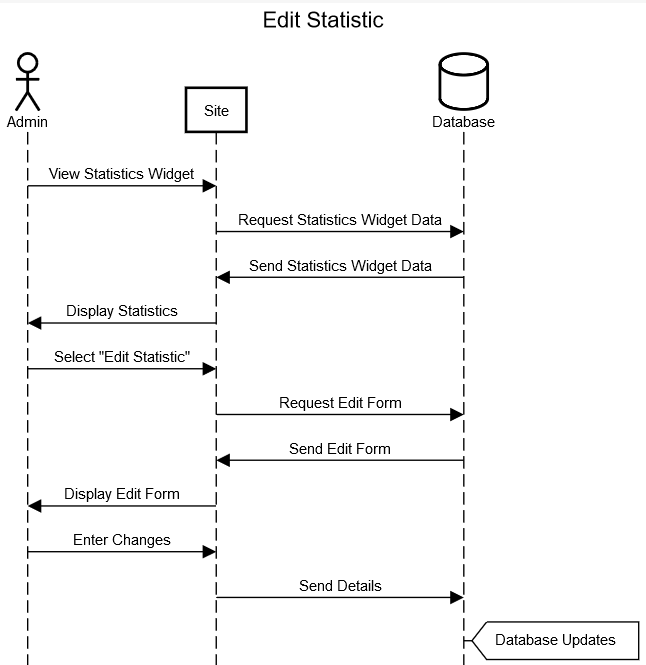 Edit Statistic
Admin
Site
Database
View Statistics Widget
Request Statistics Widget Data
Send Statistics Widget Data
Display Statistics
Select "Edit Statistic"
Request Edit Form
Send Edit Form
Display Edit Form
Enter Changes
Send Details
Database Updates